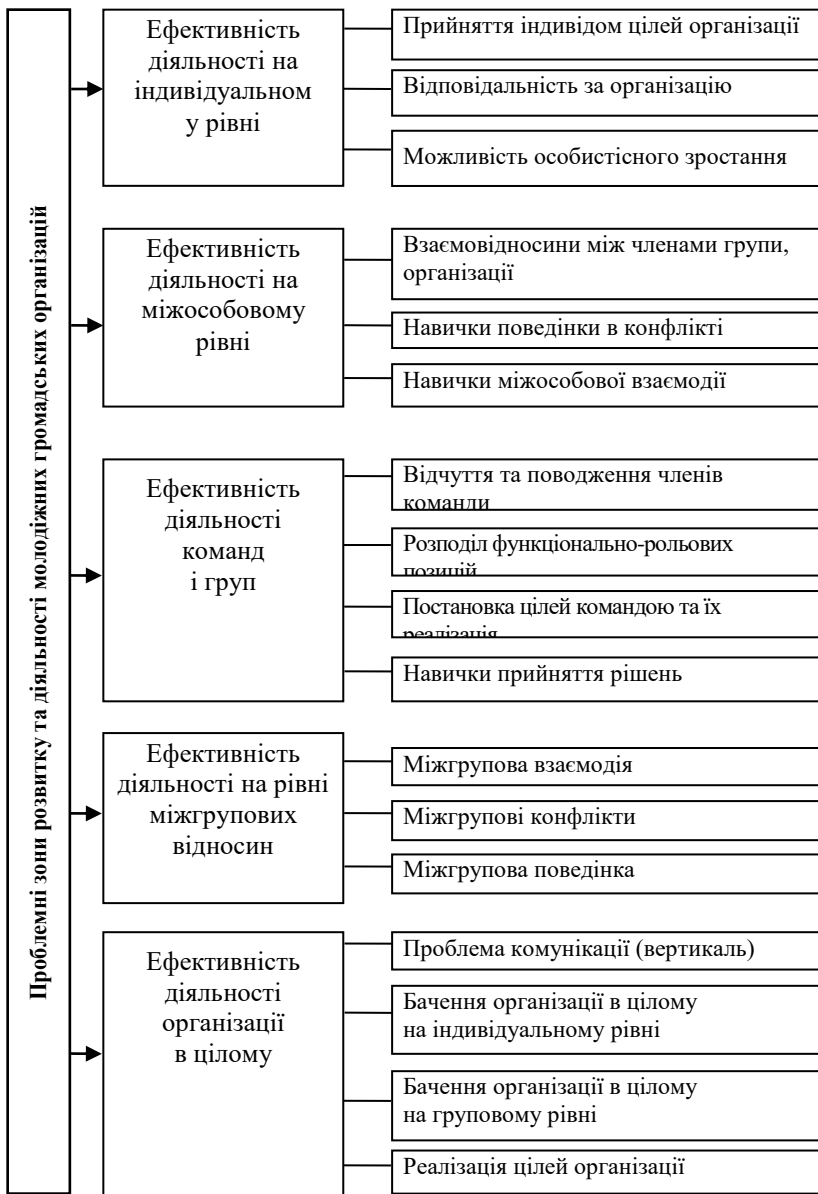 Проблемні зони розвитку та діяльності молодіжних громадських організацій
Ефективність
діяльності на
індивідуальном
у рівні
Прийняття індивідом цілей організації
Відповідальність за організацію
Можливість особистісного зростання
Ефективність
діяльності на
міжособовому
рівні
Взаємовідносини між членами групи,
організації
Навички поведінки в конфлікті
Навички міжособової взаємодії
Ефективність
діяльності
команд
і груп
Відчуття та поводження членів
команди
Розподіл функціонально-рольових
позицій
Постановка цілей командою та їх
реалізація
Навички прийняття рішень
Ефективність
діяльності на рівні
міжгрупових
відносин
Міжгрупова взаємодія
Міжгрупові конфлікти
Міжгрупова поведінка
Ефективність
діяльності
організації
в цілому
Проблема комунікації (вертикаль)
Бачення організації в цілому
на індивідуальному рівні
Бачення організації в цілому
на груповому рівні
Реалізація цілей організації